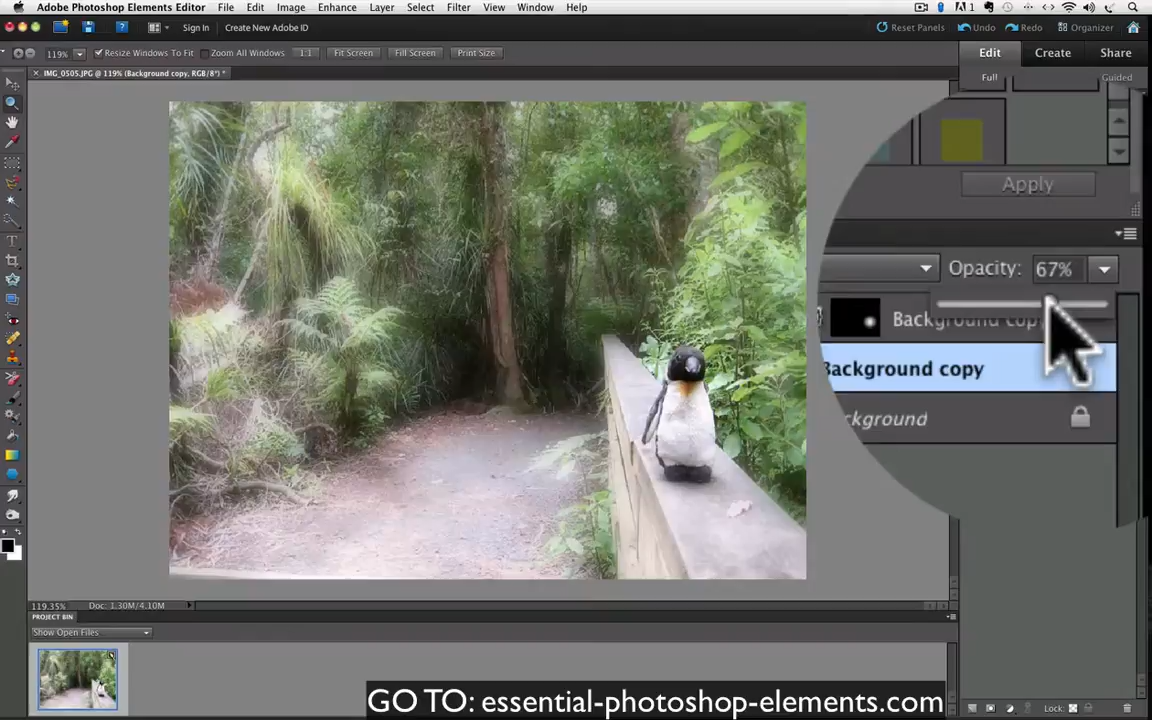 Adobe Photoshop Elements Editor File Edit Image Enhance Layer Select Filter View Window Help
Sign In Create New Adobe ID Reset Panels Undo Redo Organizer
119% Resize Windows To Fit Zoom All Windows 1:1 Fit Screen Fill Screen Print Size
Edit Create Share
IMG_0505.JPG @ 119% (Background copy, RGB/8*) *
Full Guided
Apply
Opacity: 67%
Background copy
Background copy
ckground
119.35% Doc: 1.30M/4.10M
PROJECT BIN
Show Open Files
GO TO: essential-photoshop-elements.com
Lock: